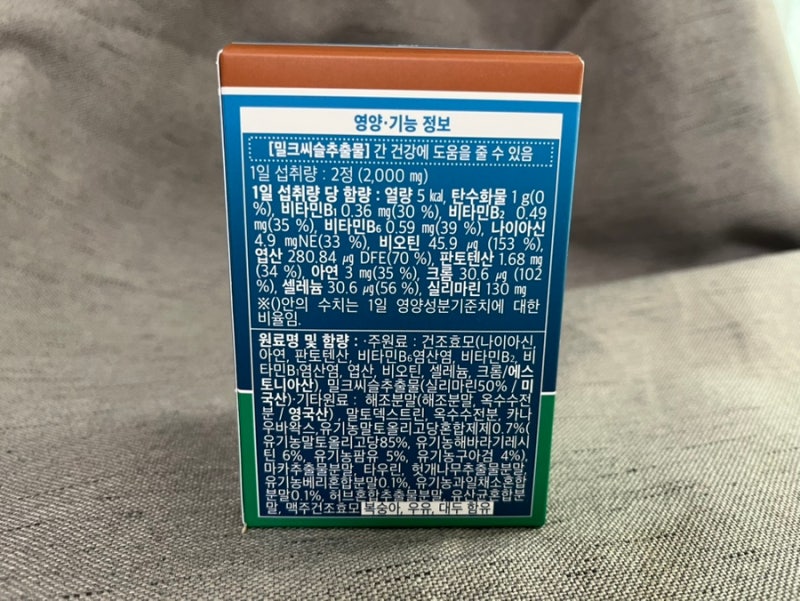 영양·기능 정보
[밀크씨슬추출물] 간 건강에 도움을 줄 수 있음
1일 섭취량 : 2정 (2,000 mg)
1일 섭취량 당 함량 : 열량 5 ㎉, 탄수화물 1 g(0
%), 비타민B₁ 0.36 mg(30 %), 비타민B₂ 0.49
mg(35 %), 비타민B₆ 0.59 mg(39 %), 나이아신
4.9 mgNE(33 %), 비오틴 45.9 ㎍ (153 %),
엽산 280.84 ㎍ DFE(70 %), 판토텐산 1.68 mg
(34 %), 아연 3 mg(35 %), 크롬 30.6 ㎍ (102
%), 셀레늄 30.6 ㎍(56 %), 실리마린 130 mg
※()안의 수치는 1일 영양성분기준치에 대한
비율임.
원료명 및 함량 : ·주원료 : 건조효모(나이아신,
아연, 판토텐산, 비타민B₆염산염, 비타민B₂, 비
타민B₁염산염, 엽산, 비오틴, 셀레늄, 크롬/에스
토니아산), 밀크씨슬추출물(실리마린50% / 미
국산)·기타원료 : 해조분말(해조분말, 옥수수전
분 / 영국산) , 말토덱스트린, 옥수수전분, 카나
우바왁스,유기농말토올리고당혼합제제0.7%(
유기농말토올리고당85%, 유기농해바라기레시
틴 6%, 유기농팜유 5%, 유기농구아검 4%),
마카추출물분말, 타우린, 헛개나무추출물분말,
유기농베리혼합분말0.1%, 유기농과일채소혼합
분말0.1%, 허브혼합추출물분말, 유산균혼합분
말, 맥주건조효모 복숭아, 우유, 대두 함유